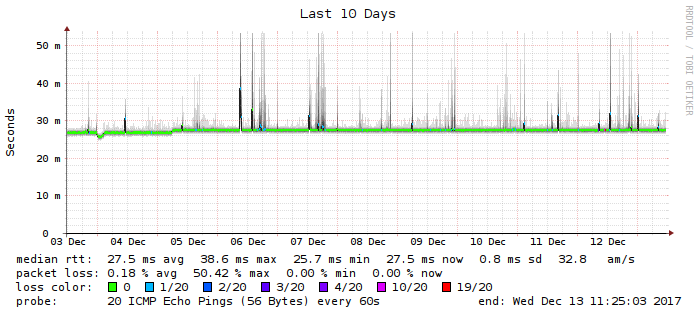 Last 10 Days
RRDTOOL / TOBI OETIKER
Seconds
50 m
40 m
30 m
20 m
10 m
0
03 Dec 04 Dec 05 Dec 06 Dec 07 Dec 08 Dec 09 Dec 10 Dec 11 Dec 12 Dec
median rtt: 27.5 ms avg 38.6 ms max 25.7 ms min 27.5 ms now 0.8 ms sd 32.8 am/s
packet loss: 0.18 % avg 50.42 % max 0.00 % min 0.00 % now
loss color: 0 1/20 2/20 3/20 4/20 10/20 19/20
probe: 20 ICMP Echo Pings (56 Bytes) every 60s end: Wed Dec 13 11:25:03 2017